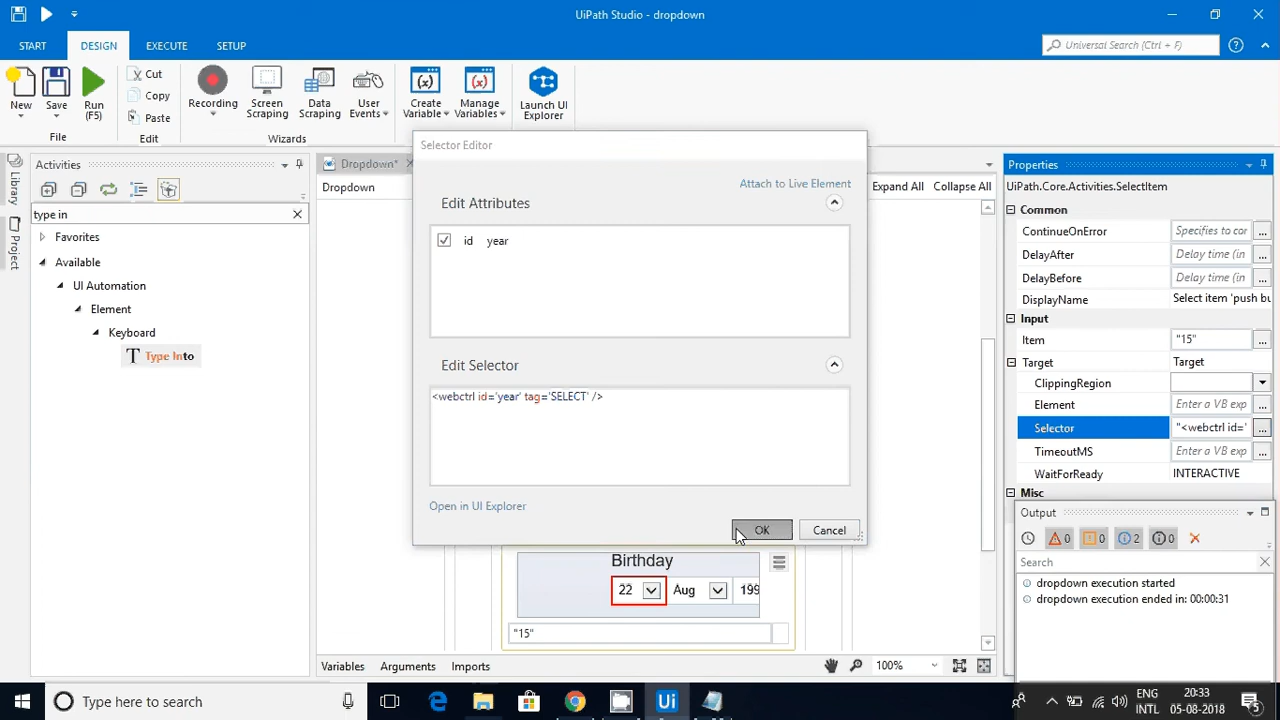 UiPath Studio - dropdown
START
DESIGN
EXECUTE
SETUP
Universal Search (Ctrl + F)
New
Save
Run
(F5)
Cut
Copy
Paste
Recording
Screen
Scraping
Data
Scraping
User
Events
Create
Variable
Manage
Variables
Launch UI
Explorer
File
Edit
Wizards
Library
Project
Activities
type in
Favorites
Available
UI Automation
Element
Keyboard
T Type Into
Dropdown*
Dropdown
Expand All
Collapse All
Selector Editor
Attach to Live Element
Edit Attributes
id year
Edit Selector
<webctrl id='year' tag='SELECT' />
Open in UI Explorer
OK
Cancel
Birthday
22
Aug
199
"15"
Variables
Arguments
Imports
100%
Properties
UiPath.Core.Activities.SelectItem
Common
ContinueOnError Specifies to cor ...
DelayAfter Delay time (in ...
DelayBefore Delay time (in ...
DisplayName Select item 'push bu
Input
Item "15" ...
Target Target
ClippingRegion
Element Enter a VB exp ...
Selector "<webctrl id=' ...
TimeoutMS Enter a VB exp ...
WaitForReady INTERACTIVE
Misc
Output
0
0
2
0
Search
dropdown execution started
dropdown execution ended in: 00:00:31
Type here to search
Ui
ENG
INTL
20:33
05-08-2018
5